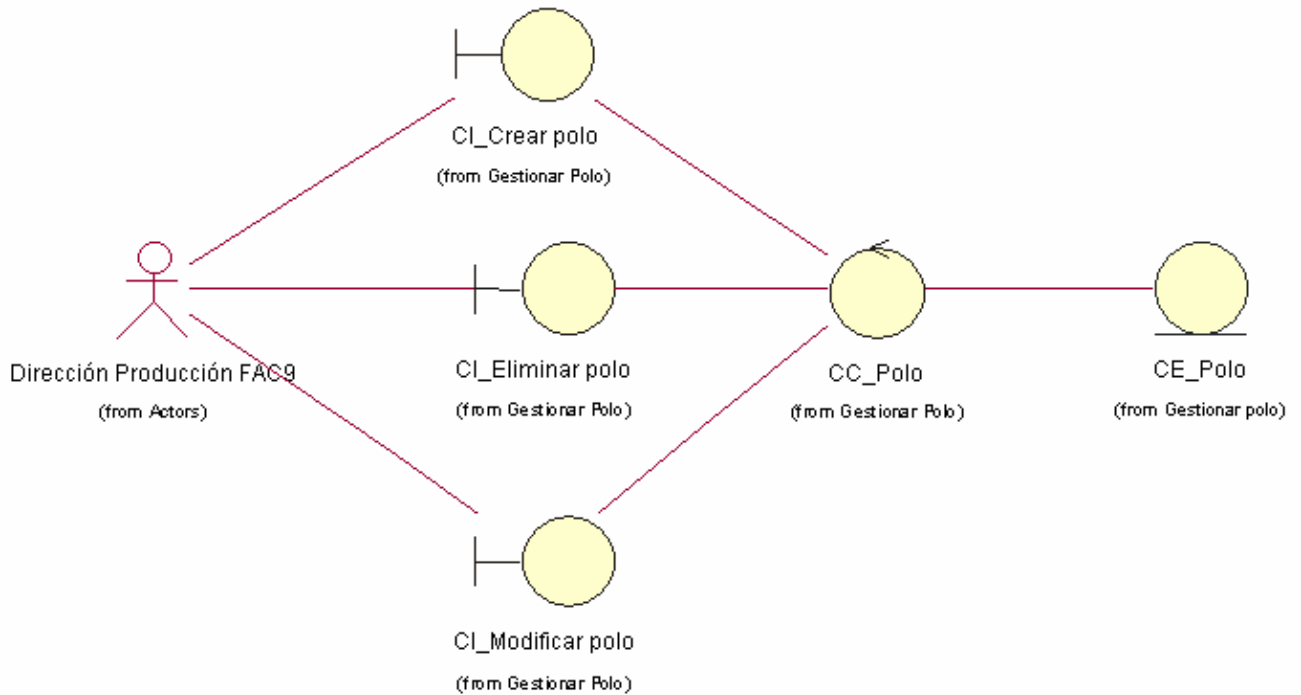 CI_Crear polo
(from Gestionar Polo)
Dirección Producción FAC9
(from Actors)
CI_Eliminar polo
(from Gestionar Polo)
CC_Polo
(from Gestionar Polo)
CE_Polo
(from Gestionar polo)
CI_Modificar polo
(from Gestionar Polo)